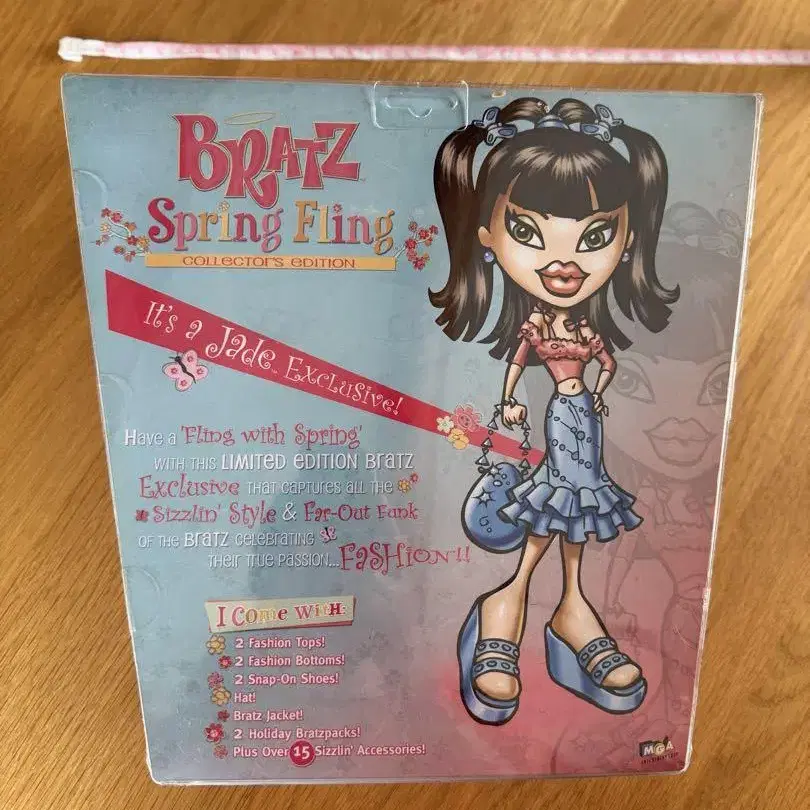 BRATZ
Spring Fling
COLLECTOR'S EDITION
It's a Jade™ Exclusive!
Have a 'Fling with Spring'
WITH THIS LIMITED EDITION BRATZ
Exclusive THAT CAPTURES ALL THE
Sizzlin' Style & Far-Out Funk
OF THE BRATZ CELEBRATING
THEIR TRUE PASSION...FASHION!!
I COME WITH:
2 Fashion Tops!
2 Fashion Bottoms!
2 Snap-On Shoes!
Hat!
Bratz Jacket!
2 Holiday Bratzpacks!
Plus Over 15 Sizzlin' Accessories!
MGA